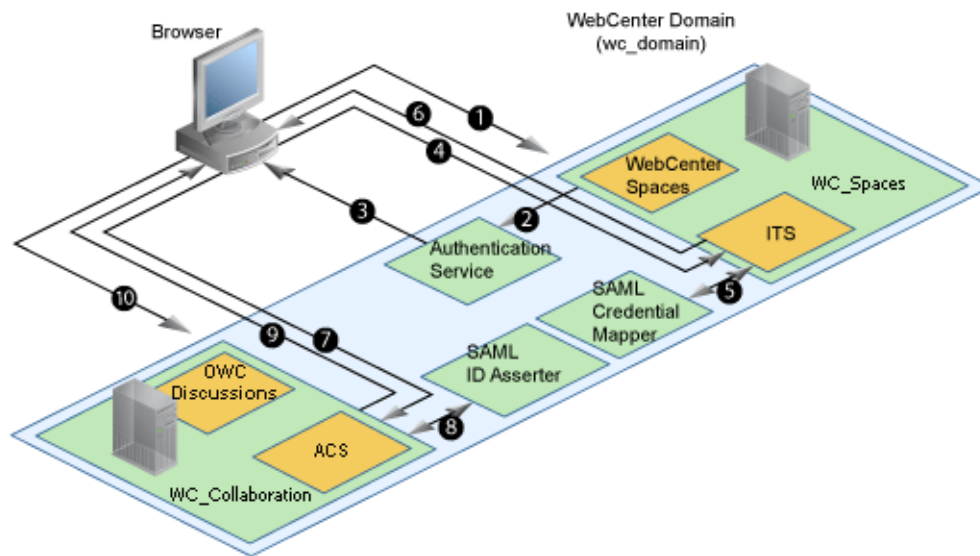 WebCenter Domain
(wc_domain)
Browser
1
6
4
WebCenter
Spaces
WC_Spaces
2
3
ITS
Authentication
Service
5
SAML
Credential
Mapper
10
9
7
SAML
ID Asserter
OWC
Discussions
8
ACS
WC_Collaboration